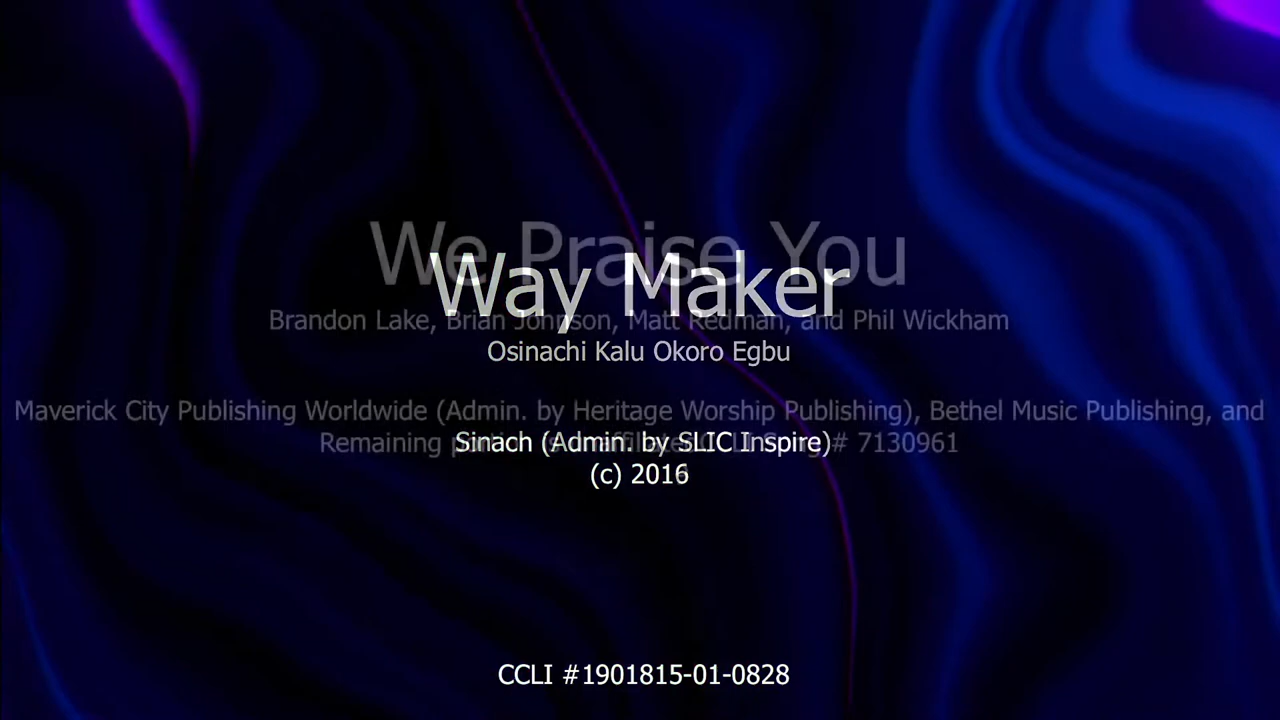 We Praise You
Way Maker
Brandon Lake, Brian Johnson, Matt Redman, and Phil Wickham
Osinachi Kalu Okoro Egbu
Maverick City Publishing Worldwide (Admin. by Heritage Worship Publishing), Bethel Music Publishing, and
Remaining # 7130961
Sinach (Admin. by SLIC Inspire)
(c) 2016
CCLI #1901815-01-0828